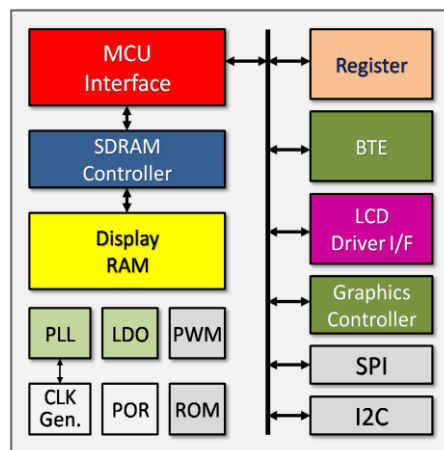 MCU
Interface
SDRAM
Controller
Display
RAM
PLL
LDO
PWM
CLK
Gen.
POR
ROM
Register
BTE
LCD
Driver I/F
Graphics
Controller
SPI
I2C